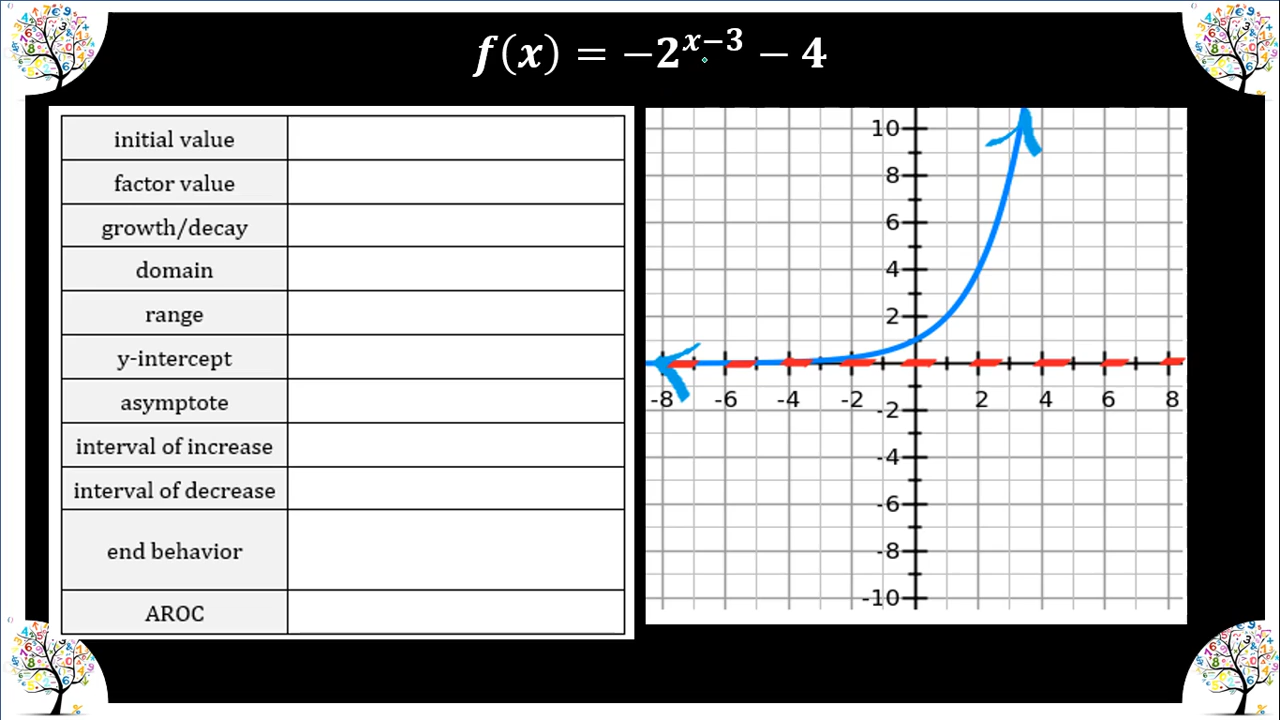 f(x) = −2^{x−3} − 4
initial value
factor value
growth/decay
domain
range
y-intercept
asymptote
interval of increase
interval of decrease
end behavior
AROC
10
8
6
4
2
-8 -6 -4 -2 2 4 6 8
-2
-4
-6
-8
-10